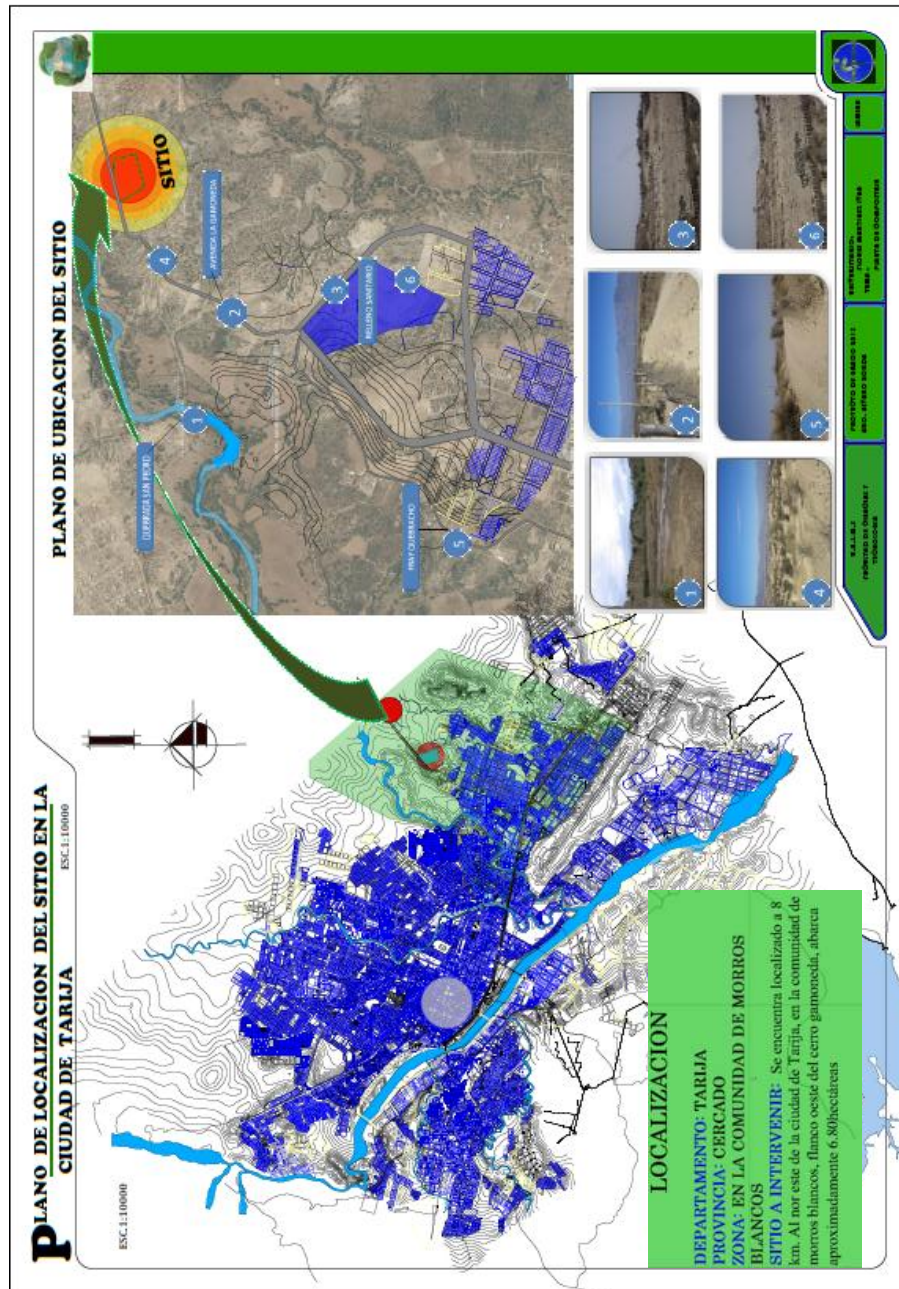 PLANO DE LOCALIZACION DEL SITIO EN LA
CIUDAD DE TARIJA
ESC.1:10000
ESC.1:10000
PLANO DE UBICACION DEL SITIO
SITIO
QUEBRADA SAN PEDRO
1
2
4
AVENIDA LA GAMONEDA
3
RELLENO SANITARIO
6
FRAY QUEBRACHO
5
1
2
3
4
5
6
LOCALIZACION
DEPARTAMENTO: TARIJA
PROVINCIA: CERCADO
ZONA: EN LA COMUNIDAD DE MORROS
BLANCOS
SITIO A INTERVENIR: Se encuentra localizado a 8
km. Al nor este de la ciudad de Tarija, en la comunidad de
morros blancos, flanco oeste del cerro gamoneda, abarca
aproximadamente 6.80hectáreas